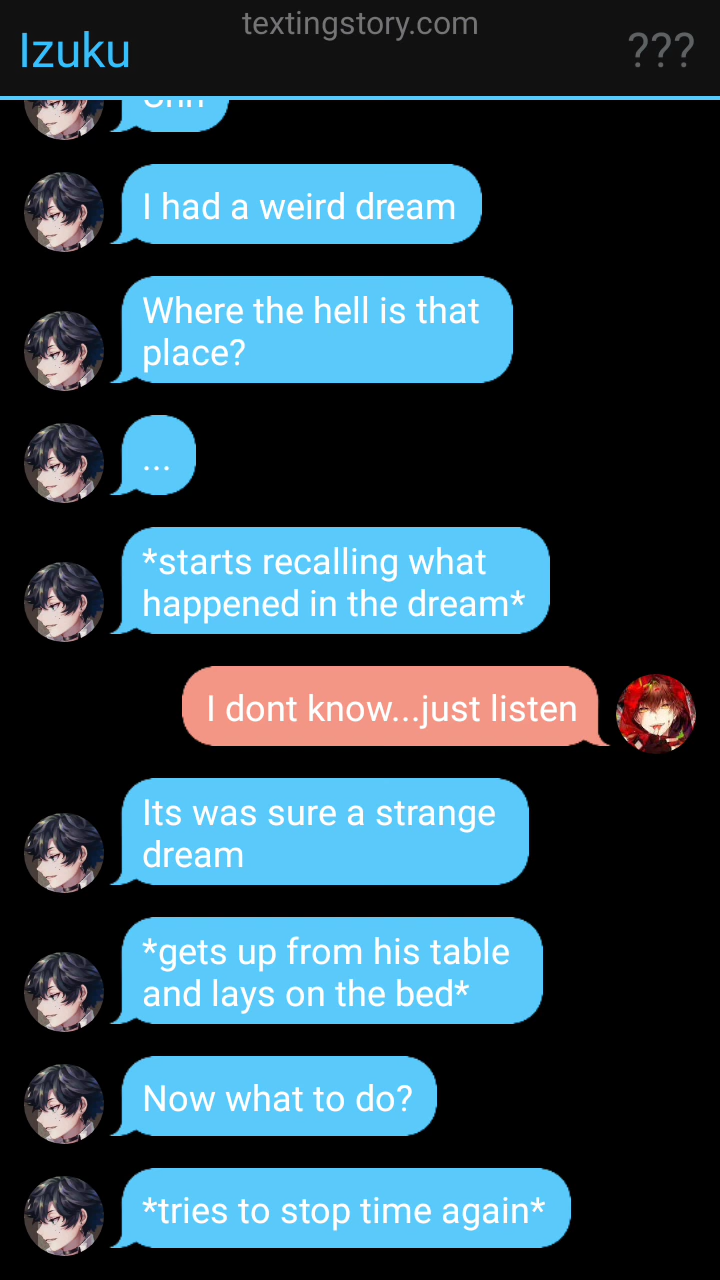 textingstory.com
Izuku
???
I had a weird dream
Where the hell is that
place?
...
*starts recalling what
happened in the dream*
I dont know...just listen
Its was sure a strange
dream
*gets up from his table
and lays on the bed*
Now what to do?
*tries to stop time again*